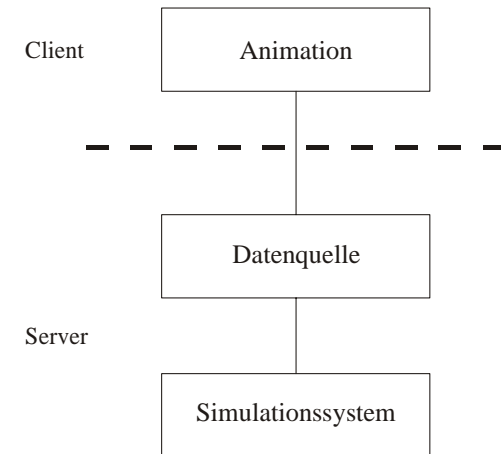 Client
Animation
Datenquelle
Server
Simulationssystem